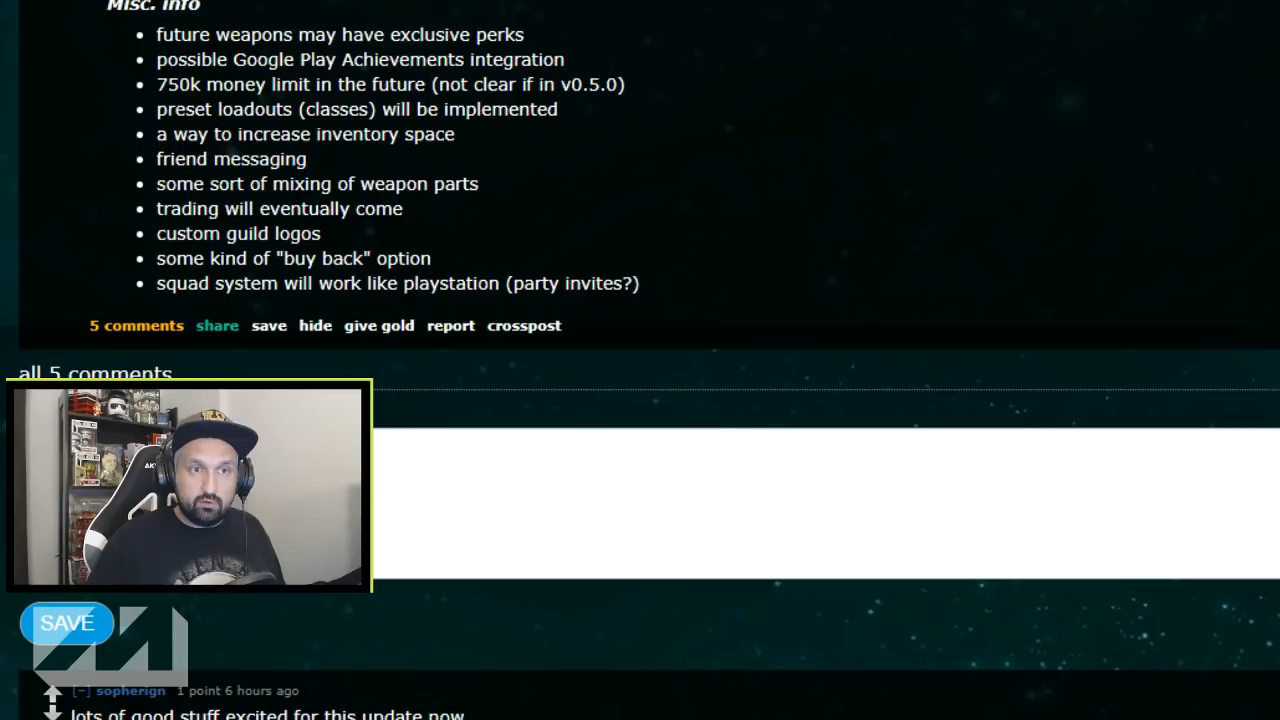 Misc. info
future weapons may have exclusive perks
possible Google Play Achievements integration
750k money limit in the future (not clear if in v0.5.0)
preset loadouts (classes) will be implemented
a way to increase inventory space
friend messaging
some sort of mixing of weapon parts
trading will eventually come
custom guild logos
some kind of "buy back" option
squad system will work like playstation (party invites?)
5 comments share save hide give gold report crosspost
all 5 comments
SAVE
[–] sopherign 1 point 6 hours ago
lots of good stuff excited for this update now